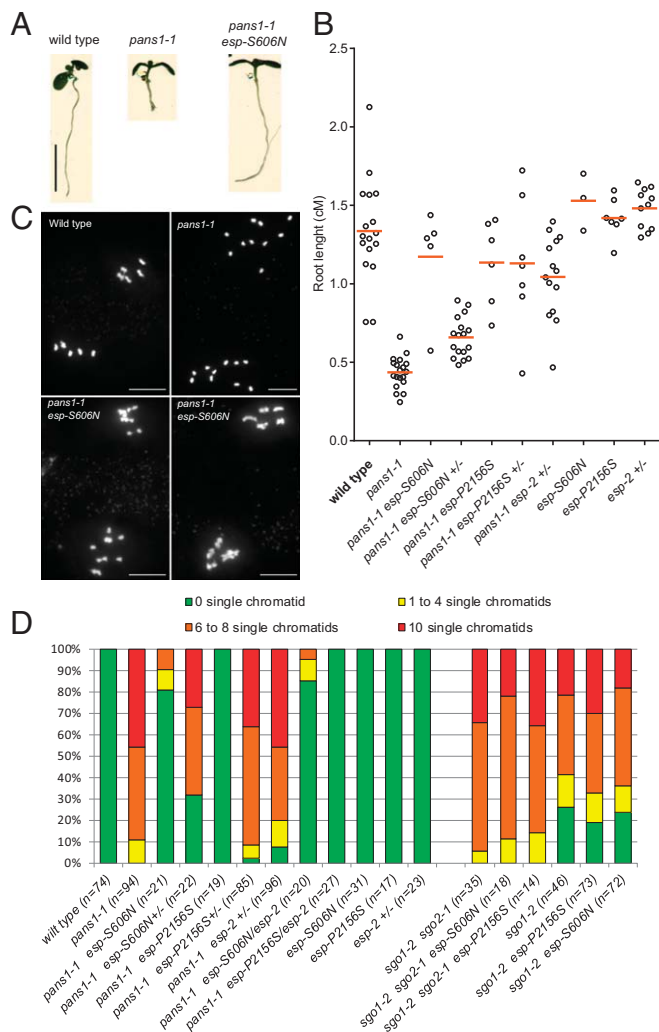 A
wild type
pans1-1
pans1-1
esp-S606N
B
Root lenght (cM)
2.5
2.0
1.5
1.0
0.5
0.0
wild type
pans1-1
pans1-1 esp-S606N
pans1-1 esp-S606N +/-
pans1-1 esp-P2156S
pans1-1 esp-P2156S +/-
pans1-1 esp-2 +/-
esp-S606N
esp-P2156S
esp-2 +/-
C
Wild type
pans1-1
pans1-1
esp-S606N
pans1-1
esp-S606N
0 single chromatid
1 to 4 single chromatids
6 to 8 single chromatids
10 single chromatids
D
100%
90%
80%
70%
60%
50%
40%
30%
20%
10%
0%
wilt type (n=74)
pans1-1 (n=94)
pans1-1 esp-S606N (n=21)
pans1-1 esp-S606N+/- (n=22)
pans1-1 esp-P2156S (n=19)
pans1-1 esp-P2156S+/- (n=85)
pans1-1 esp-2 +/- (n=96)
pans1-1 esp-S606N/esp-2 (n=20)
pans1-1 esp-P2156S/esp-2 (n=27)
esp-S606N (n=31)
esp-P2156S (n=17)
esp-2 +/- (n=23)
sgo1-2 sgo2-1 (n=35)
sgo1-2 sgo2-1 esp-S606N (n=18)
sgo1-2 sgo2-1 esp-P2156S (n=14)
sgo1-2 (n=46)
sgo1-2 esp-P2156S (n=73)
sgo1-2 esp-S606N (n=72)